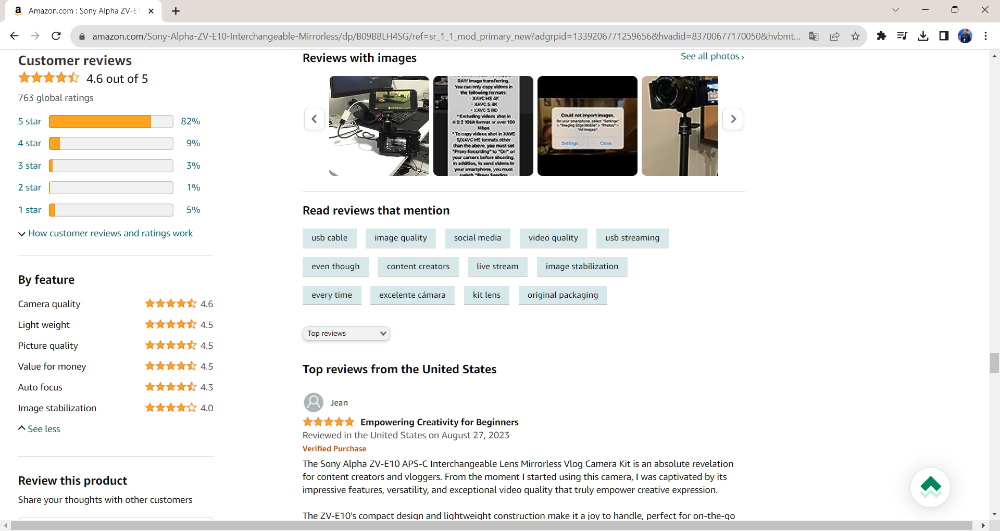 Amazon.com : Sony Alpha ZV-E1
amazon.com/Sony-Alpha-ZV-E10-Interchangeable-Mirrorless/dp/B09BBLH4SG/ref=sr_1_1_mod_primary_new?adgrpid=1339206771259656&hvadid=83700677170050&hvbmt...
Customer reviews
4.6 out of 5
763 global ratings
5 star 82%
4 star 9%
3 star 3%
2 star 1%
1 star 5%
How customer reviews and ratings work
By feature
Camera quality 4.6
Light weight 4.5
Picture quality 4.5
Value for money 4.5
Auto focus 4.3
Image stabilization 4.0
See less
Review this product
Share your thoughts with other customers
Reviews with images
See all photos ›
RAW image transferring.
You can only copy videos in
the following formats:
- XAVC HS 4K
- XAVC S 4K
- XAVC S HD
* Excluding videos shot in
4:2:2 10bit format or over 100
Mbps
* To copy videos shot in XAVC
S/XAVC HS formats other
than the above, you must set
"Proxy Recording" to "On" on
your camera before shooting.
In addition, to send videos to
your smartphone, you must
switch "Proxy Sending
Could not import images.
On your smartphone, select "Settings"
> "Imaging Edge Mobile" > "Photos" >
"All Images".
Settings Close
Read reviews that mention
usb cable image quality social media video quality usb streaming
even though content creators live stream image stabilization
every time excelente cámara kit lens original packaging
Top reviews
Top reviews from the United States
Jean
Empowering Creativity for Beginners
Reviewed in the United States on August 27, 2023
Verified Purchase
The Sony Alpha ZV-E10 APS-C Interchangeable Lens Mirrorless Vlog Camera Kit is an absolute revelation
for content creators and vloggers. From the moment I started using this camera, I was captivated by its
impressive features, versatility, and exceptional video quality that truly empower creative expression.
The ZV-E10's compact design and lightweight construction make it a joy to handle, perfect for on-the-go